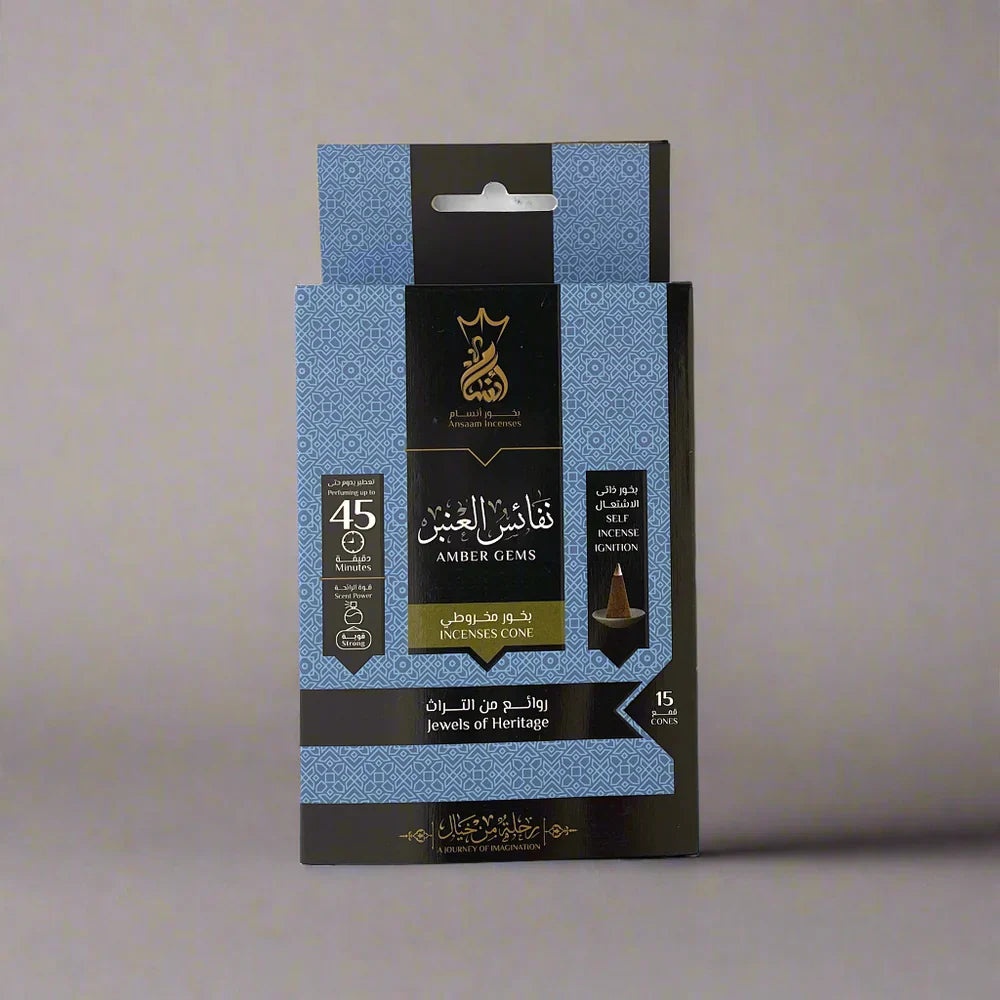 أنسام
بخور أنسام
Ansaam Incenses
نفائس العنبر
AMBER GEMS
بخور مخروطي
INCENSES CONE
تعطير يدوم حتى
Perfuming up to
45
دقيقة
Minutes
قوة الرائحة
Scent Power
قوية
Strong
بخور ذاتي
الاشتعال
SELF
INCENSE
IGNITION
روائع من التراث
Jewels of Heritage
15
قمع
CONES
رحلة من خيال
A JOURNEY OF IMAGINATION